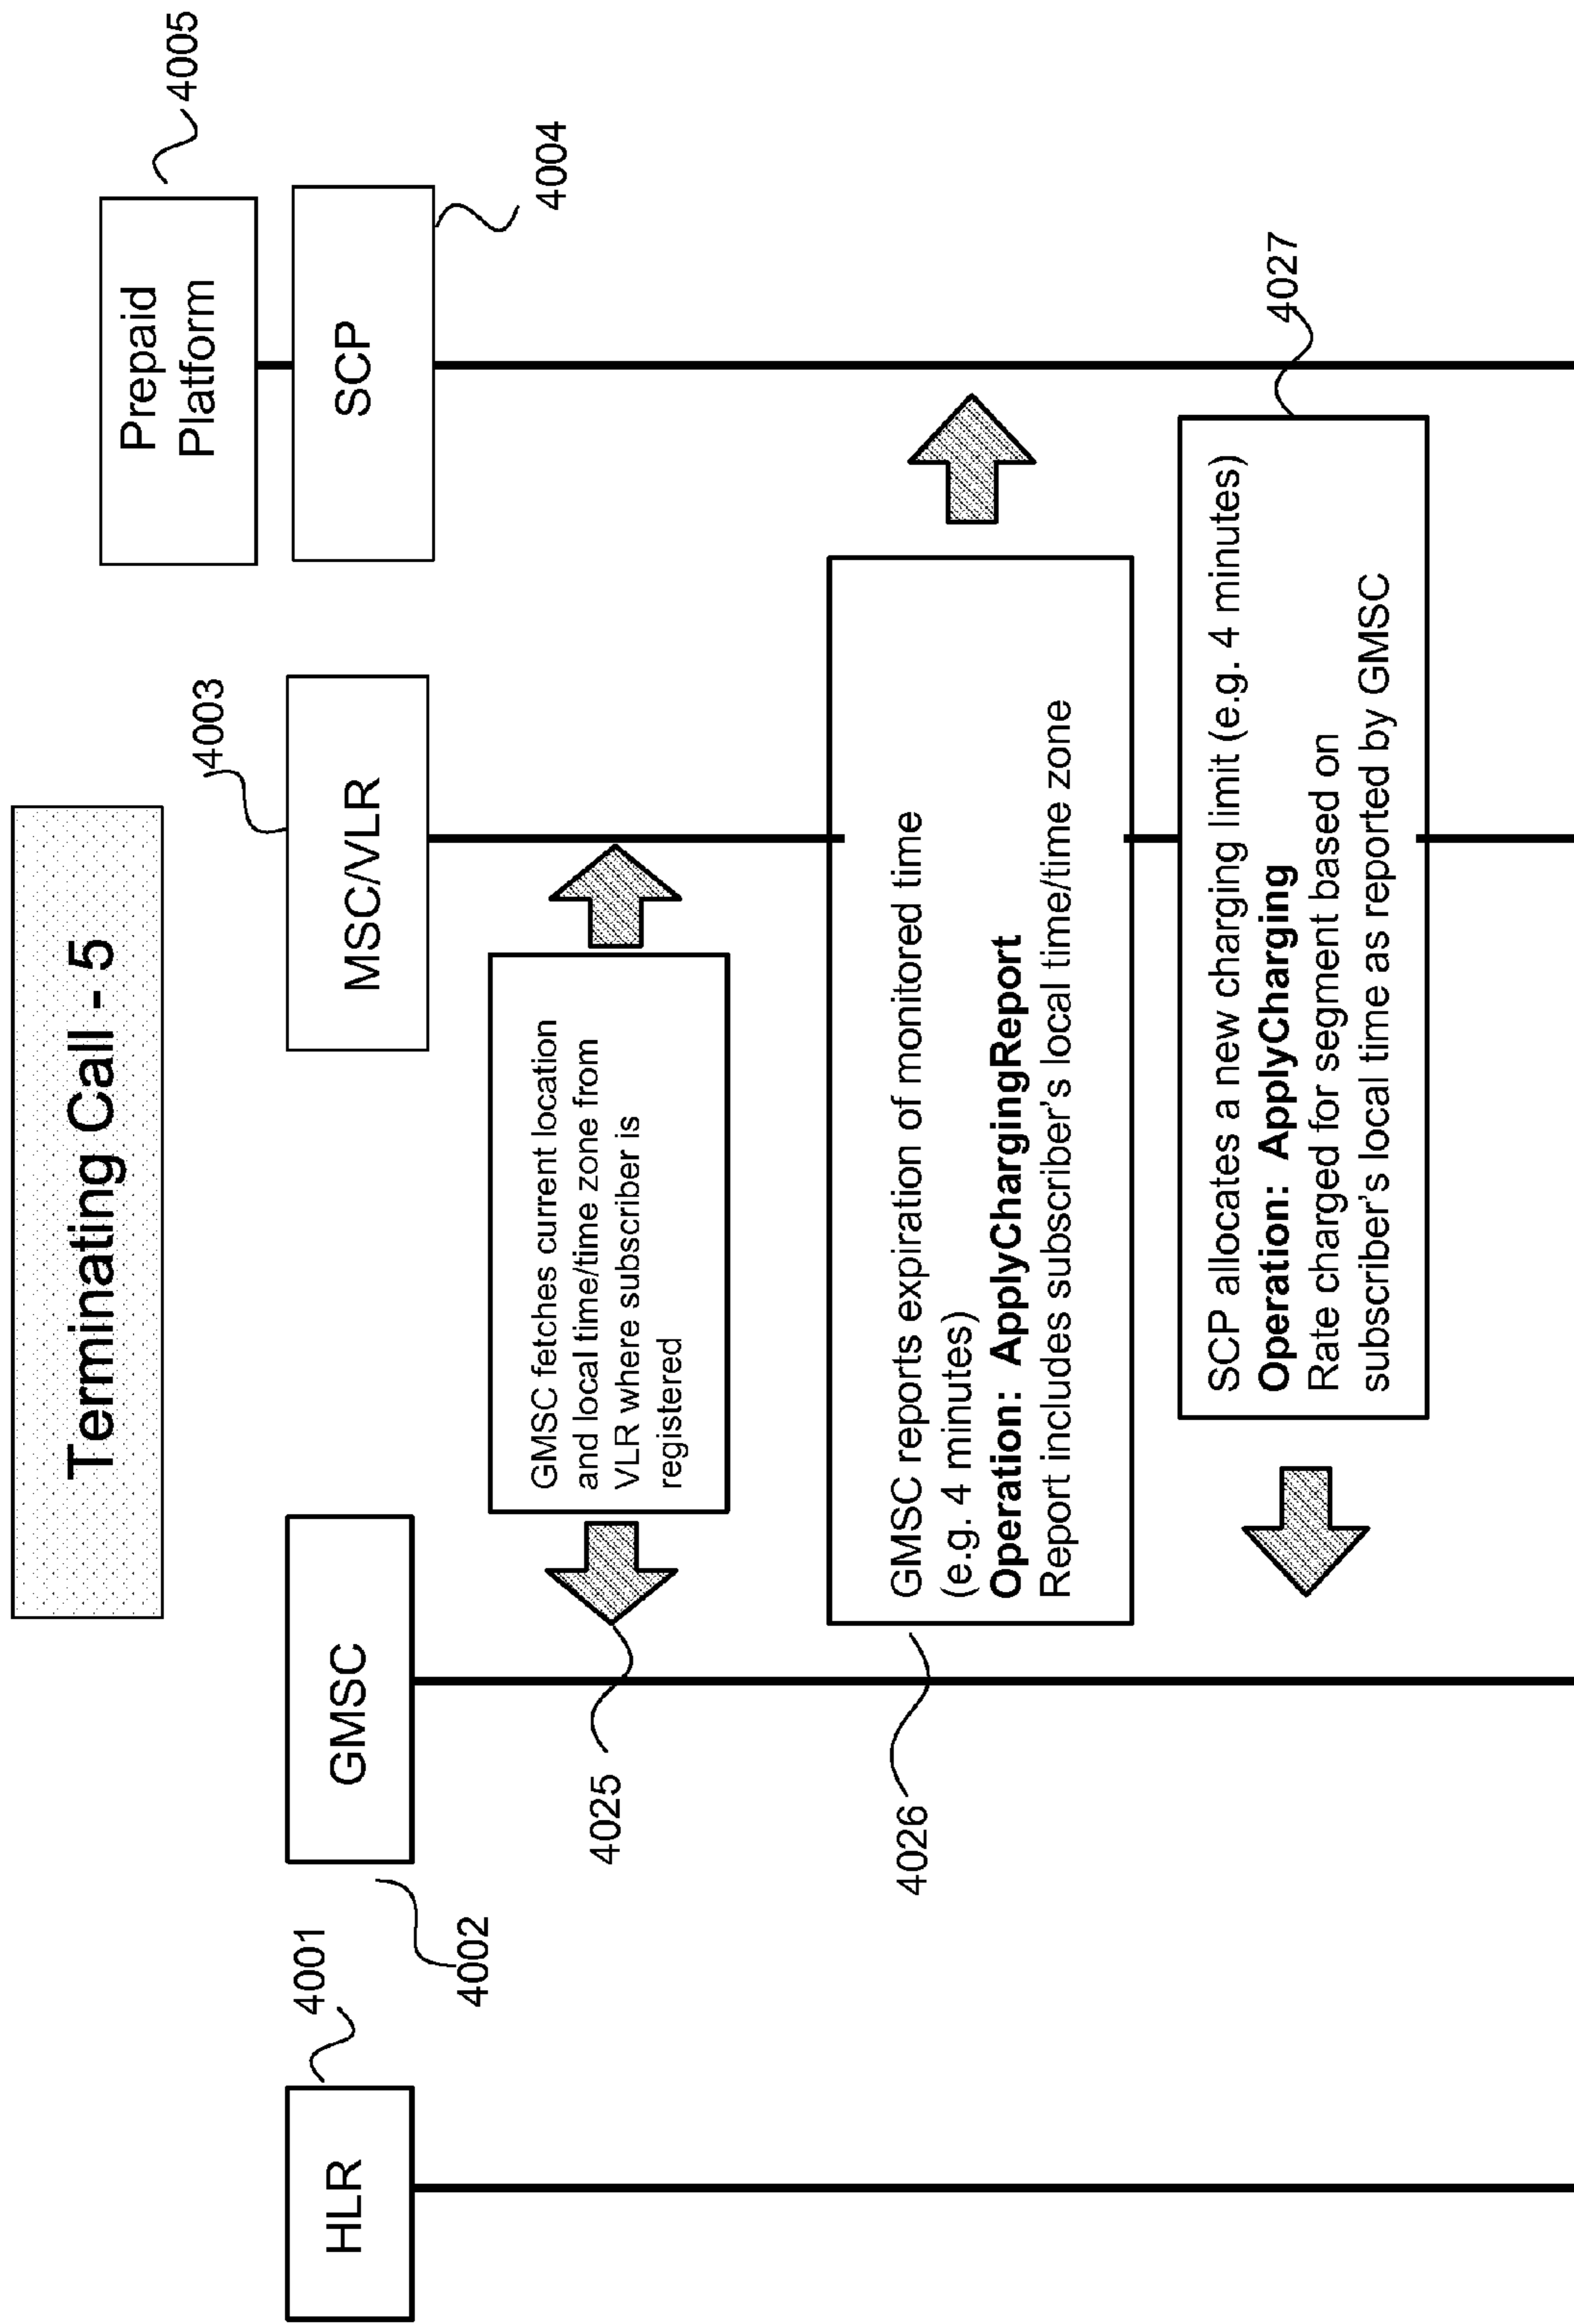 Terminating Call - 5
4005
Prepaid
Platform
4003
4001
HLR
GMSC
MSC/VLR
SCP
4002
4004
GMSC fetches current location
and local time/time zone from
VLR where subscriber is
registered
4025
GMSC reports expiration of monitored time
(e.g. 4 minutes)
Operation: ApplyChargingReport
Report includes subscriber's local time/time zone
4026
SCP allocates a new charging limit (e.g. 4 minutes)
Operation: ApplyCharging
Rate charged for segment based on
subscriber's local time as reported by GMSC
4027